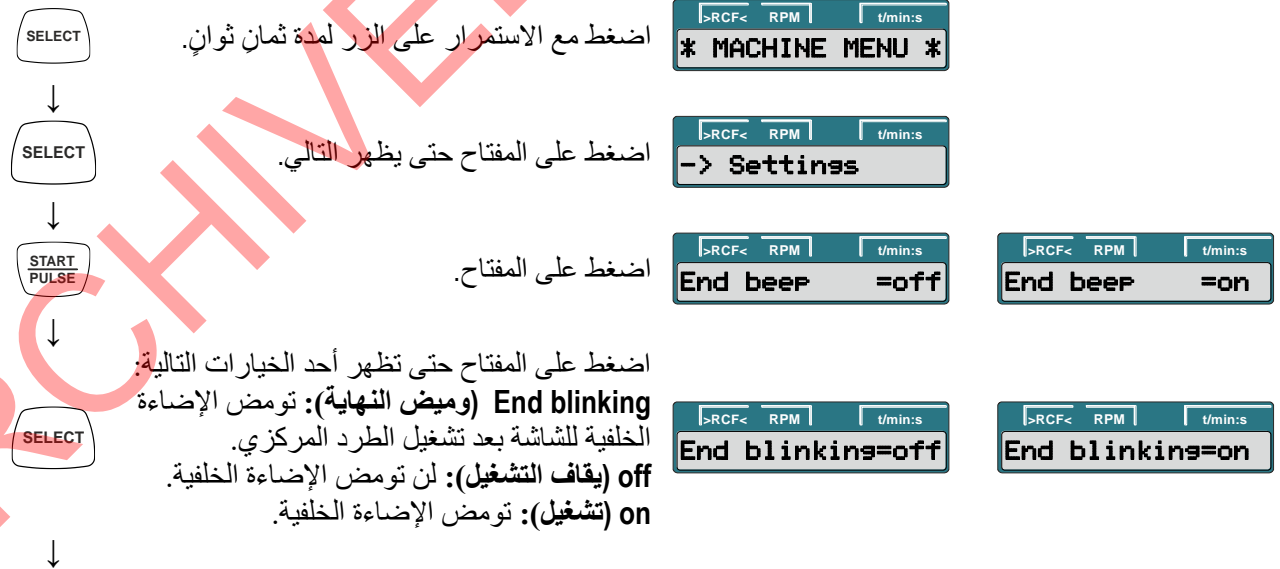 SELECT
اضغط مع الاستمرار على الزر لمدة ثمانِ ثوانٍ.
>RCF< RPM t/min:s
* MACHINE MENU *
↓
SELECT
اضغط على المفتاح حتى يظهر التالي.
>RCF< RPM t/min:s
-> Settings
↓
START
PULSE
اضغط على المفتاح.
>RCF< RPM t/min:s
End beep =off
>RCF< RPM t/min:s
End beep =on
↓
SELECT
اضغط على المفتاح حتى تظهر أحد الخيارات التالية:
End blinking (وميض النهاية): تومض الإضاءة
الخلفية للشاشة بعد تشغيل الطرد المركزي.
off (يقاف التشغيل): لن تومض الإضاءة الخلفية.
on (تشغيل): تومض الإضاءة الخلفية.
>RCF< RPM t/min:s
End blinking=off
>RCF< RPM t/min:s
End blinking=on
↓
RCHIVE